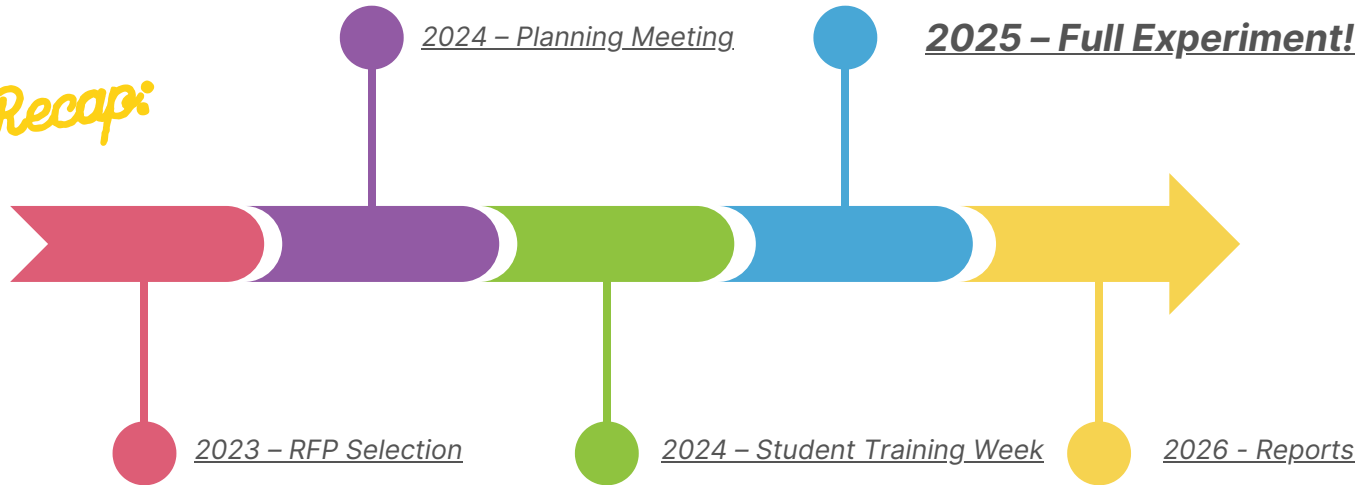 2024 – Planning Meeting
2025 – Full Experiment!
Recap:
2023 – RFP Selection
2024 – Student Training Week
2026 - Reports